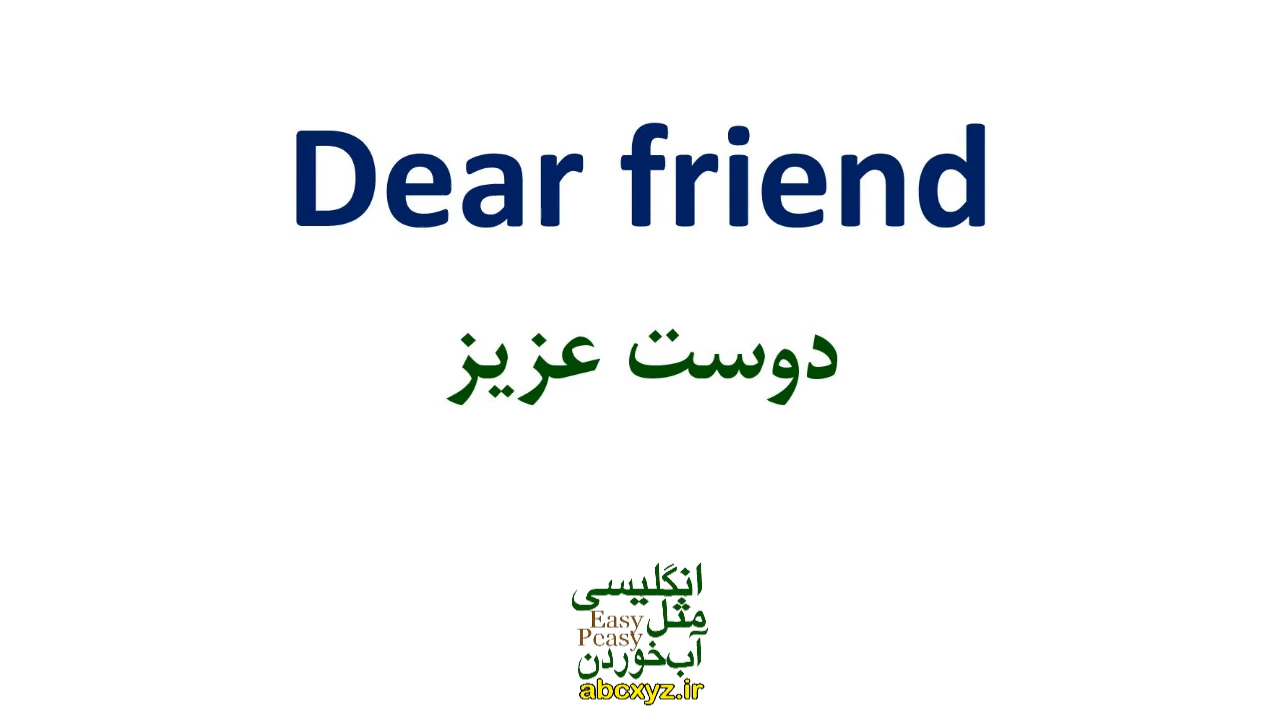 Dear friend
دوست عزیز
انگلیسی
مثل
Easy
Peasy
آب‌خوردن
abcxyz.ir